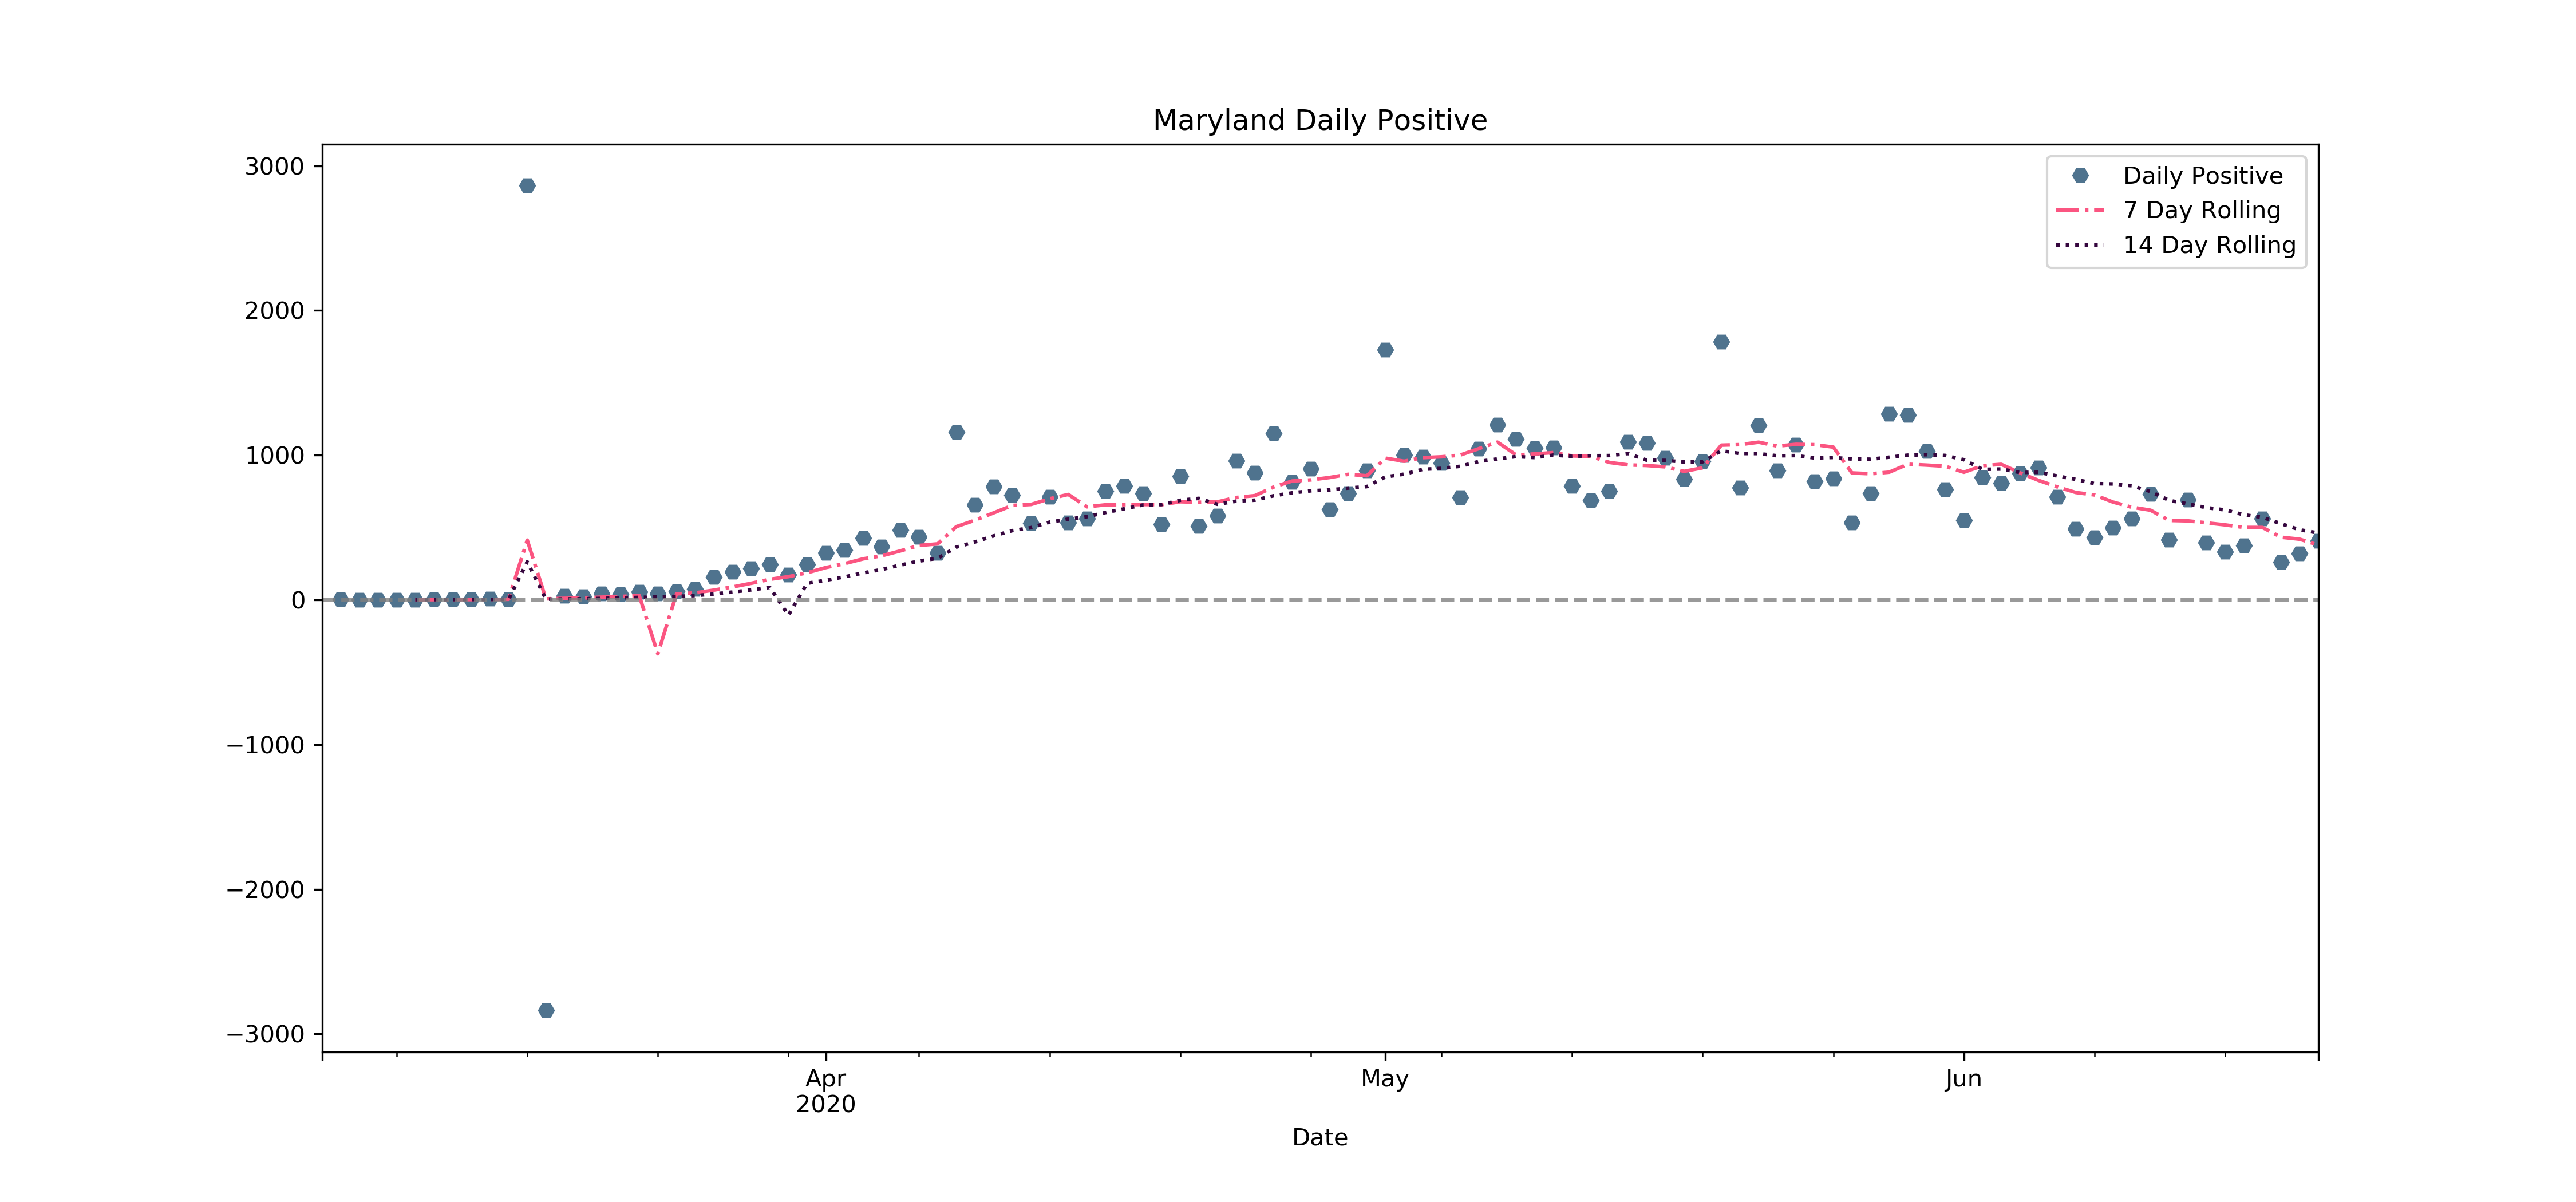 Maryland Daily Positive
3000
2000
1000
0
−1000
−2000
−3000
Daily Positive
7 Day Rolling
14 Day Rolling
Apr
2020
May
Jun
Date